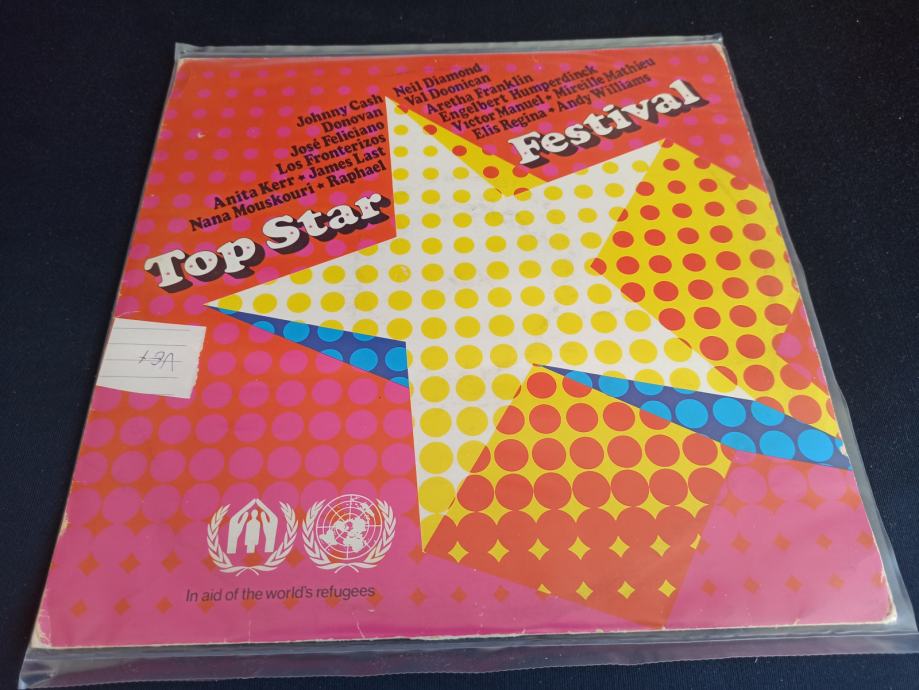 Johnny Cash
Donovan
José Feliciano
Los Fronterizos
Anita Kerr • James Last
Nana Mouskouri • Raphael
Neil Diamond
Val Doonican
Aretha Franklin
Engelbert Humperdinck
Victor Manuel • Mireille Mathieu
Elis Regina • Andy Williams
Top Star
Festival
In aid of the world's refugees